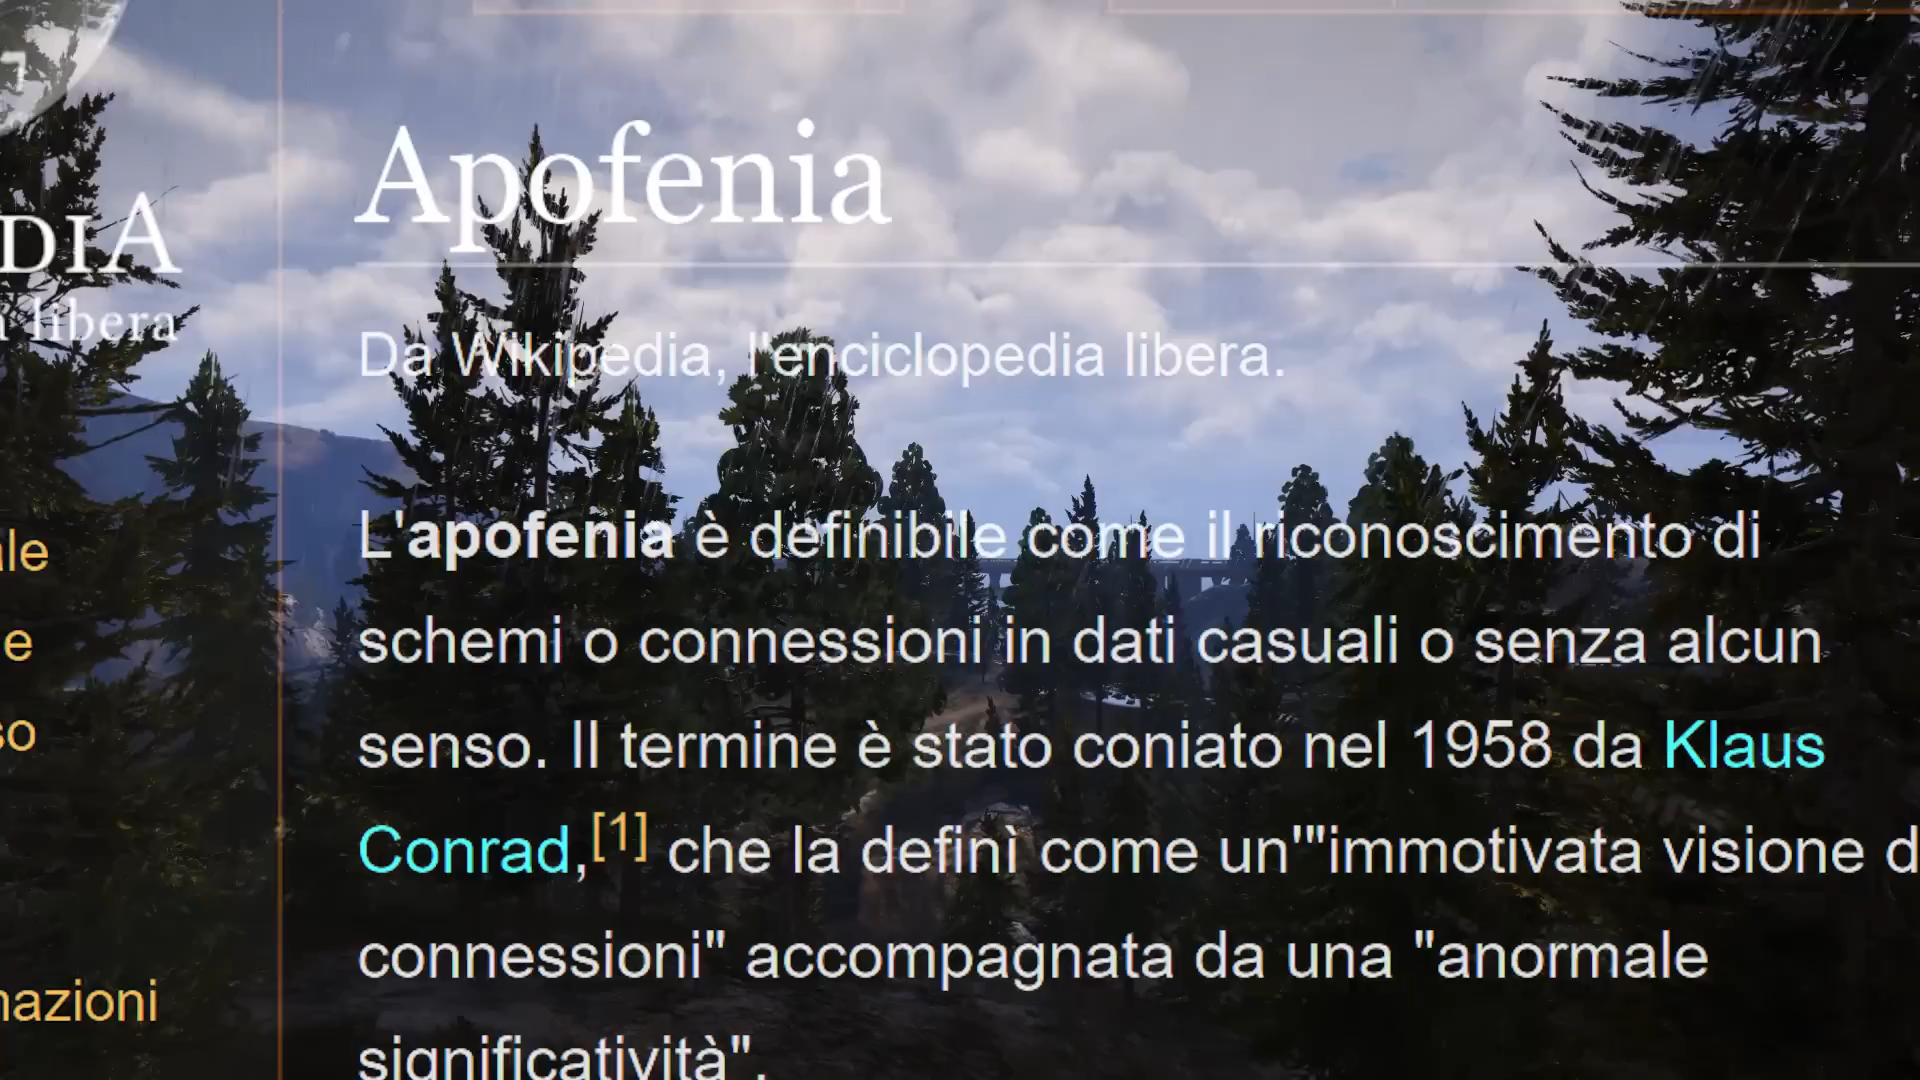 Apofenia
DIA
libera
Da Wikipedia, l'enciclopedia libera.
L'apofenia è definibile come il riconoscimento di
schemi o connessioni in dati casuali o senza alcun
senso. Il termine è stato coniato nel 1958 da Klaus
Conrad,[1] che la definì come un'"immotivata visione d
connessioni" accompagnata da una "anormale
significatività".
ale
e
so
nazioni